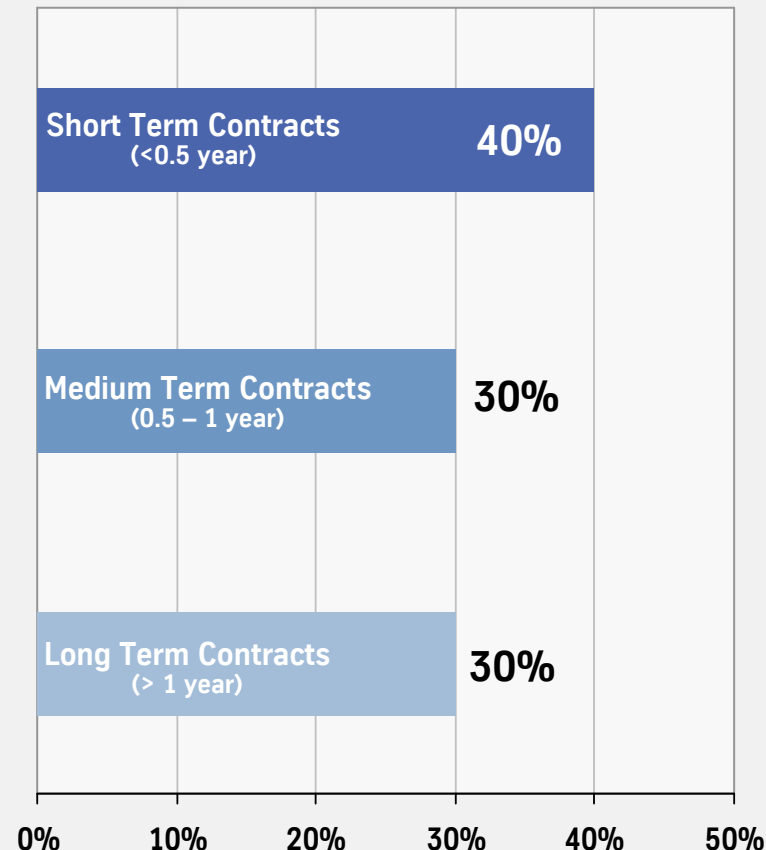 Short Term Contracts
(<0.5 year)
40%
Medium Term Contracts
(0.5 – 1 year)
30%
Long Term Contracts
(> 1 year)
30%
0% 10% 20% 30% 40% 50%